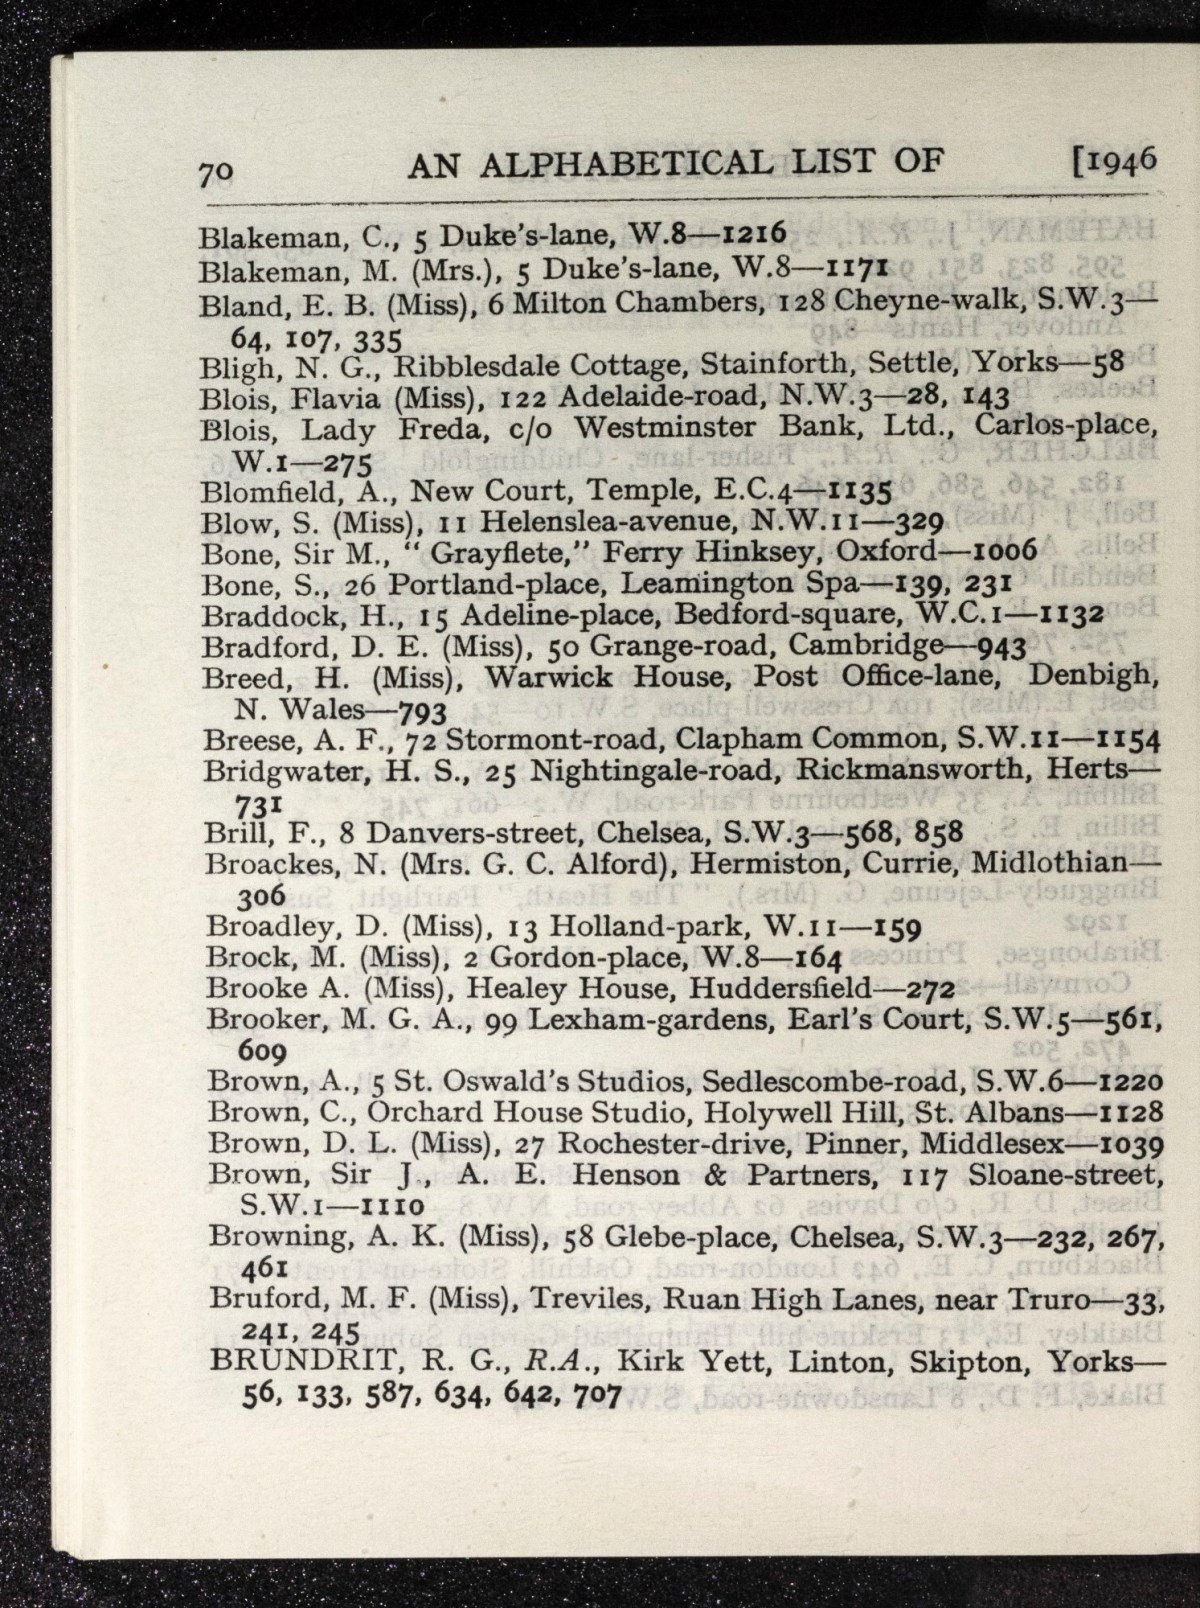 70 AN ALPHABETICAL LIST OF [1946
Blakeman, C., 5 Duke's-lane, W.8—1216
Blakeman, M. (Mrs.), 5 Duke's-lane, W.8—1171
Bland, E. B. (Miss), 6 Milton Chambers, 128 Cheyne-walk, S.W.3—
64, 107, 335
Bligh, N. G., Ribblesdale Cottage, Stainforth, Settle, Yorks—58
Blois, Flavia (Miss), 122 Adelaide-road, N.W.3—28, 143
Blois, Lady Freda, c/o Westminster Bank, Ltd., Carlos-place,
W.1—275
Blomfield, A., New Court, Temple, E.C.4—1135
Blow, S. (Miss), 11 Helenslea-avenue, N.W.11—329
Bone, Sir M., " Grayflete," Ferry Hinksey, Oxford—1006
Bone, S., 26 Portland-place, Leamington Spa—139, 231
Braddock, H., 15 Adeline-place, Bedford-square, W.C.1—1132
Bradford, D. E. (Miss), 50 Grange-road, Cambridge—943
Breed, H. (Miss), Warwick House, Post Office-lane, Denbigh,
N. Wales—793
Breese, A. F., 72 Stormont-road, Clapham Common, S.W.11—1154
Bridgwater, H. S., 25 Nightingale-road, Rickmansworth, Herts—
731
Brill, F., 8 Danvers-street, Chelsea, S.W.3—568, 858
Broackes, N. (Mrs. G. C. Alford), Hermiston, Currie, Midlothian—
306
Broadley, D. (Miss), 13 Holland-park, W.11—159
Brock, M. (Miss), 2 Gordon-place, W.8—164
Brooke A. (Miss), Healey House, Huddersfield—272
Brooker, M. G. A., 99 Lexham-gardens, Earl's Court, S.W.5—561,
609
Brown, A., 5 St. Oswald's Studios, Sedlescombe-road, S.W.6—1220
Brown, C., Orchard House Studio, Holywell Hill, St. Albans—1128
Brown, D. L. (Miss), 27 Rochester-drive, Pinner, Middlesex—1039
Brown, Sir J., A. E. Henson & Partners, 117 Sloane-street,
S.W.1—1110
Browning, A. K. (Miss), 58 Glebe-place, Chelsea, S.W.3—232, 267,
461
Bruford, M. F. (Miss), Treviles, Ruan High Lanes, near Truro—33,
241, 245
BRUNDRIT, R. G., R.A., Kirk Yett, Linton, Skipton, Yorks—
56, 133, 587, 634, 642, 707